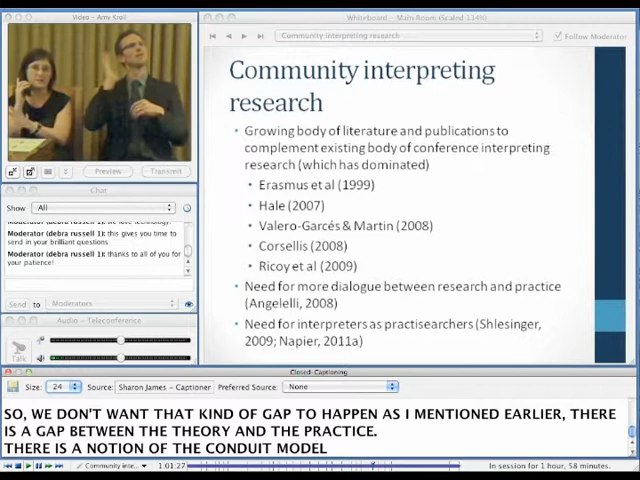 Video - Amy Kroll
WhiteBoard - Main Room (Scaled 114%)
Community interpreting research
Follow Moderator
Community interpreting
research
Growing body of literature and publications to
complement existing body of conference interpreting
research (which has dominated)
Erasmus et al (1999)
Hale (2007)
Valero-Garcés & Martin (2008)
Corsellis (2008)
Ricoy et al (2009)
Need for more dialogue between research and practice
(Angelelli, 2008)
Need for interpreters as practisearchers (Shlesinger,
2009; Napier, 2011a)
Preview
Transmit
Chat
Show
All
Moderator (debra russell 1): this gives you time to
send in your brilliant questions
Moderator (debra russell 1): thanks to all of you for
your patience!
Send
to
Moderators
Audio - Teleconference
Talk
Closed-Captioning
Size:
24
Source:
Sharon James - Captioner
Preferred Source:
None
SO, WE DON'T WANT THAT KIND OF GAP TO HAPPEN AS I MENTIONED EARLIER, THERE
IS A GAP BETWEEN THE THEORY AND THE PRACTICE.
THERE IS A NOTION OF THE CONDUIT MODEL
Community inte...
1:01:27
In session for 1 hour, 58 minutes.